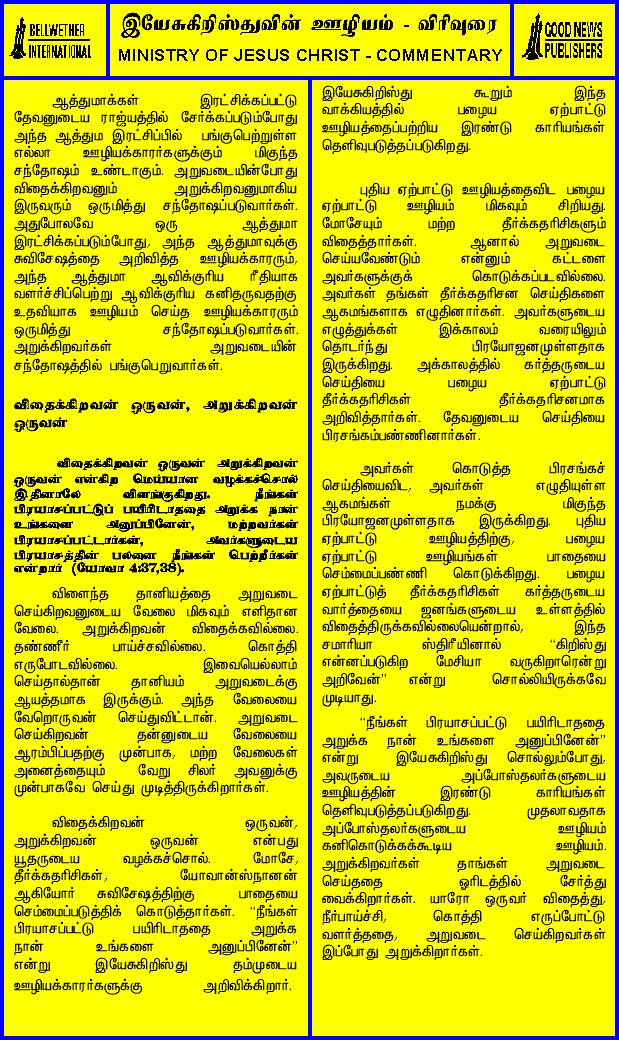 BELLWETHER
INTERNATIONAL
இயேசுகிறிஸ்துவின் ஊழியம் - விரிவுரை
MINISTRY OF JESUS CHRIST - COMMENTARY
GOOD NEWS
PUBLISHERS
ஆத்துமாக்கள் இரட்சிக்கப்பட்டு
தேவனுடைய ராஜ்யத்தில் சேர்க்கப்படும்போது
அந்த ஆத்தும இரட்சிப்பில் பங்குபெற்றுள்ள
எல்லா ஊழியக்காரர்களுக்கும் மிகுந்த
சந்தோஷம் உண்டாகும். அறுவடையின்போது
விதைக்கிறவனும் அறுக்கிறவனுமாகிய
இருவரும் ஒருமித்து சந்தோஷப்படுவார்கள்.
அதுபோலவே ஒரு ஆத்துமா
இரட்சிக்கப்படும்போது, அந்த ஆத்துமாவுக்கு
சுவிசேஷத்தை அறிவித்த ஊழியக்காரரும்,
அந்த ஆத்துமா ஆவிக்குரிய ரீதியாக
வளர்ச்சிப்பெற்று ஆவிக்குரிய கனிதருவதற்கு
உதவியாக ஊழியம் செய்த ஊழியக்காரரும்
ஒருமித்து சந்தோஷப்படுவார்கள்.
அறுக்கிறவர்கள் அறுவடையின்
சந்தோஷத்தில் பங்குபெறுவார்கள்.
விதைக்கிறவன் ஒருவன், அறுக்கிறவன்
ஒருவன்
விதைக்கிறவன் ஒருவன் அறுக்கிறவன்
ஒருவன் என்கிற மெய்யான வழக்கச்சொல்
இதினாலே விளங்குகிறது. நீங்கள்
பிரயாசப்பட்டுப் பயிரிடாததை அறுக்க நான்
உங்களை அனுப்பினேன், மற்றவர்கள்
பிரயாசப்பட்டார்கள், அவர்களுடைய
பிரயாசத்தின் பலனை நீங்கள் பெற்றீர்கள்
என்றார் (யோவா 4:37,38).
விளைந்த தானியத்தை அறுவடை
செய்கிறவனுடைய வேலை மிகவும் எளிதான
வேலை. அறுக்கிறவன் விதைக்கவில்லை.
தண்ணீர் பாய்ச்சவில்லை. கொத்தி
எருபோடவில்லை. இவையெல்லாம்
செய்தால்தான் தானியம் அறுவடைக்கு
ஆயத்தமாக இருக்கும். அந்த வேலையை
வேறொருவன் செய்துவிட்டான். அறுவடை
செய்கிறவன் தன்னுடைய வேலையை
ஆரம்பிப்பதற்கு முன்பாக, மற்ற வேலைகள்
அனைத்தையும் வேறு சிலர் அவனுக்கு
முன்பாகவே செய்து முடித்திருக்கிறார்கள்.
விதைக்கிறவன் ஒருவன்,
அறுக்கிறவன் ஒருவன் என்பது
யூதருடைய வழக்கச்சொல். மோசே,
தீர்க்கதரிசிகள், யோவான்ஸ்நானன்
ஆகியோர் சுவிசேஷத்திற்கு பாதையை
செம்மைப்படுத்திக் கொடுத்தார்கள். “நீங்கள்
பிரயாசப்பட்டு பயிரிடாததை அறுக்க
நான் உங்களை அனுப்பினேன்”
என்று இயேசுகிறிஸ்து தம்முடைய
ஊழியக்காரர்களுக்கு அறிவிக்கிறார்.
இயேசுகிறிஸ்து கூறும் இந்த
வாக்கியத்தில் பழைய ஏற்பாட்டு
ஊழியத்தைப்பற்றிய இரண்டு காரியங்கள்
தெளிவுபடுத்தப்படுகிறது.
புதிய ஏற்பாட்டு ஊழியத்தைவிட பழைய
ஏற்பாட்டு ஊழியம் மிகவும் சிறியது.
மோசேயும் மற்ற தீர்க்கதரிசிகளும்
விதைத்தார்கள். ஆனால் அறுவடை
செய்யவேண்டும் என்னும் கட்டளை
அவர்களுக்குக் கொடுக்கப்படவில்லை.
அவர்கள் தங்கள் தீர்க்கதரிசன செய்திகளை
ஆகமங்களாக எழுதினார்கள். அவர்களுடைய
எழுத்துக்கள் இக்காலம் வரையிலும்
தொடர்ந்து பிரயோஜனமுள்ளதாக
இருக்கிறது. அக்காலத்தில் கர்த்தருடைய
செய்தியை பழைய ஏற்பாட்டு
தீர்க்கதரிசிகள் தீர்க்கதரிசனமாக
அறிவித்தார்கள். தேவனுடைய செய்தியை
பிரசங்கம்பண்ணினார்கள்.
அவர்கள் கொடுத்த பிரசங்கச்
செய்தியைவிட, அவர்கள் எழுதியுள்ள
ஆகமங்கள் நமக்கு மிகுந்த
பிரயோஜனமுள்ளதாக இருக்கிறது. புதிய
ஏற்பாட்டு ஊழியத்திற்கு, பழைய
ஏற்பாட்டு ஊழியங்கள் பாதையை
செம்மைப்பண்ணி கொடுக்கிறது. பழைய
ஏற்பாட்டுத் தீர்க்கதரிசிகள் கர்த்தருடைய
வார்த்தையை ஜனங்களுடைய உள்ளத்தில்
விதைத்திருக்கவில்லையென்றால், இந்த
சமாரியா ஸ்திரீயினால் “கிறிஸ்து
என்னப்படுகிற மேசியா வருகிறாரென்று
அறிவேன்” என்று சொல்லியிருக்கவே
முடியாது.
“நீங்கள் பிரயாசப்பட்டு பயிரிடாததை
அறுக்க நான் உங்களை அனுப்பினேன்”
என்று இயேசுகிறிஸ்து சொல்லும்போது,
அவருடைய அப்போஸ்தலர்களுடைய
ஊழியத்தின் இரண்டு காரியங்கள்
தெளிவுபடுத்தப்படுகிறது. முதலாவதாக
அப்போஸ்தலர்களுடைய ஊழியம்
கனிகொடுக்கக்கூடிய ஊழியம்.
அறுக்கிறவர்கள் தாங்கள் அறுவடை
செய்ததை ஓரிடத்தில் சேர்த்து
வைக்கிறார்கள். யாரோ ஒருவர் விதைத்து,
நீர்பாய்ச்சி, கொத்தி எருப்போட்டு
வளர்த்ததை, அறுவடை செய்கிறவர்கள்
இப்போது அறுக்கிறார்கள்.